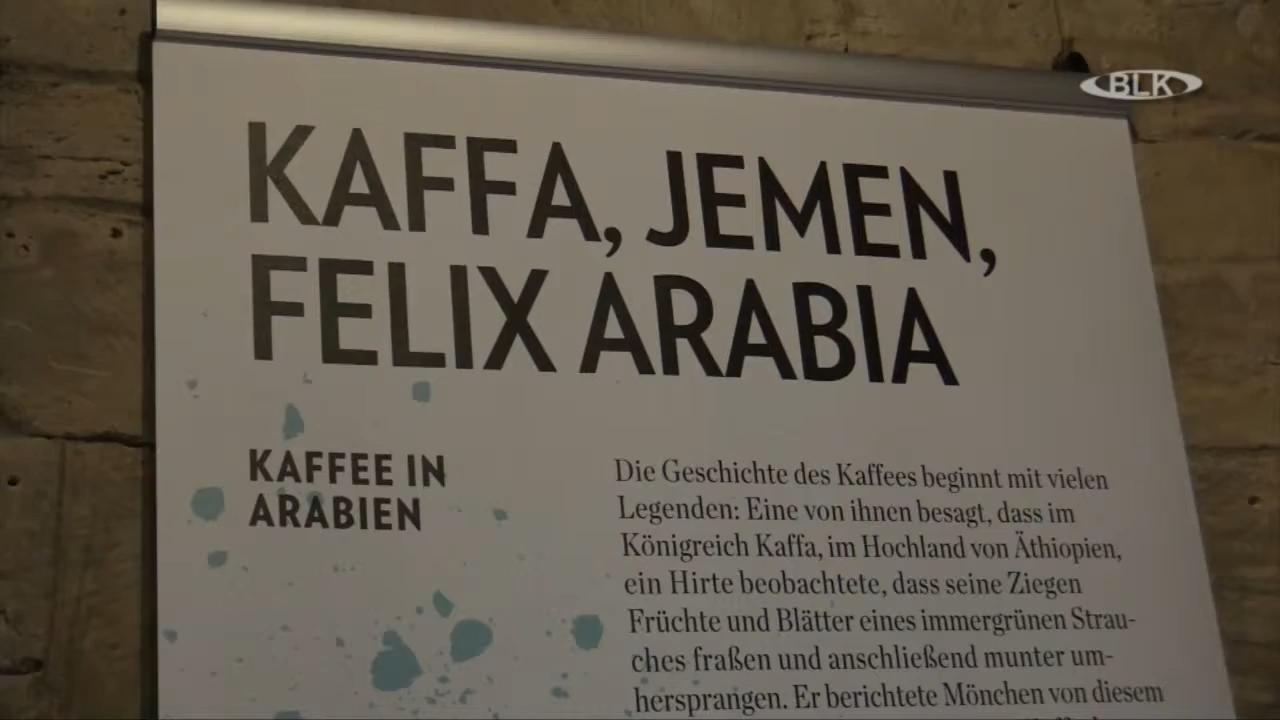 BLK
KAFFA, JEMEN,
FELIX ARABIA
KAFFEE IN
ARABIEN
Die Geschichte des Kaffees beginnt mit vielen
Legenden: Eine von ihnen besagt, dass im
Königreich Kaffa, im Hochland von Äthiopien,
ein Hirte beobachtete, dass seine Ziegen
Früchte und Blätter eines immergrünen Strau-
ches fraßen und anschließend munter um-
hersprangen. Er berichtete Mönchen von diesem